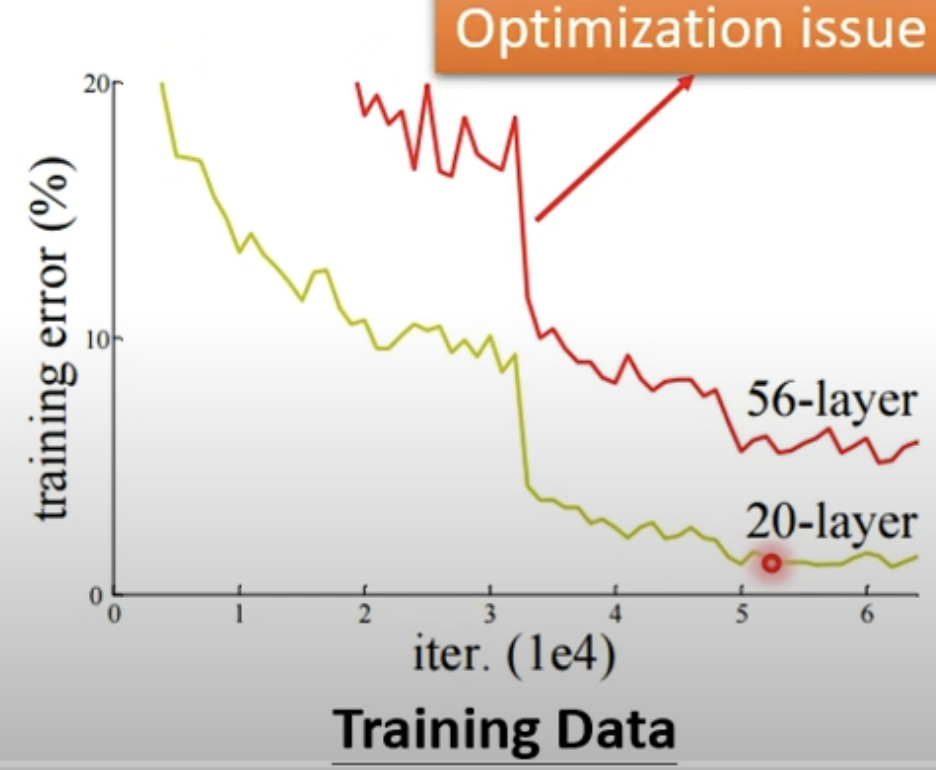 Optimization issue
20
10
0
training error (%)
56-layer
20-layer
0 1 2 3 4 5 6
iter. (1e4)
Training Data